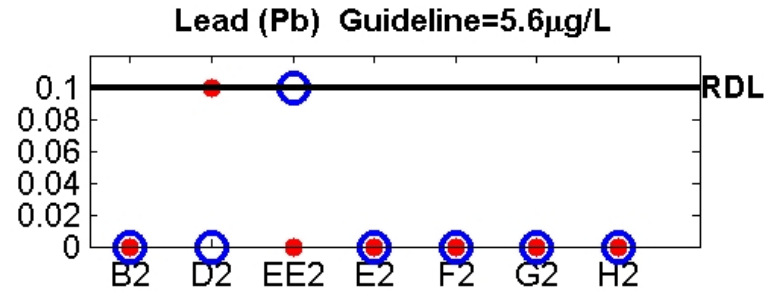 Lead (Pb) Guideline=5.6μg/L
0.1
RDL
0.08
0.06
0.04
0.02
0
B2 D2 EE2 E2 F2 G2 H2